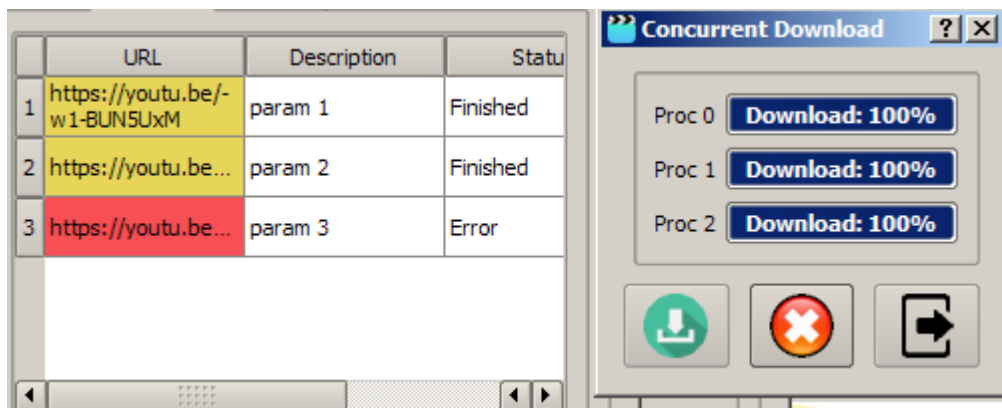 URL Description Statu
1 https://youtu.be/-
w1-BUN5UxM param 1 Finished
2 https://youtu.be... param 2 Finished
3 https://youtu.be... param 3 Error
Concurrent Download ? X
Proc 0 Download: 100%
Proc 1 Download: 100%
Proc 2 Download: 100%